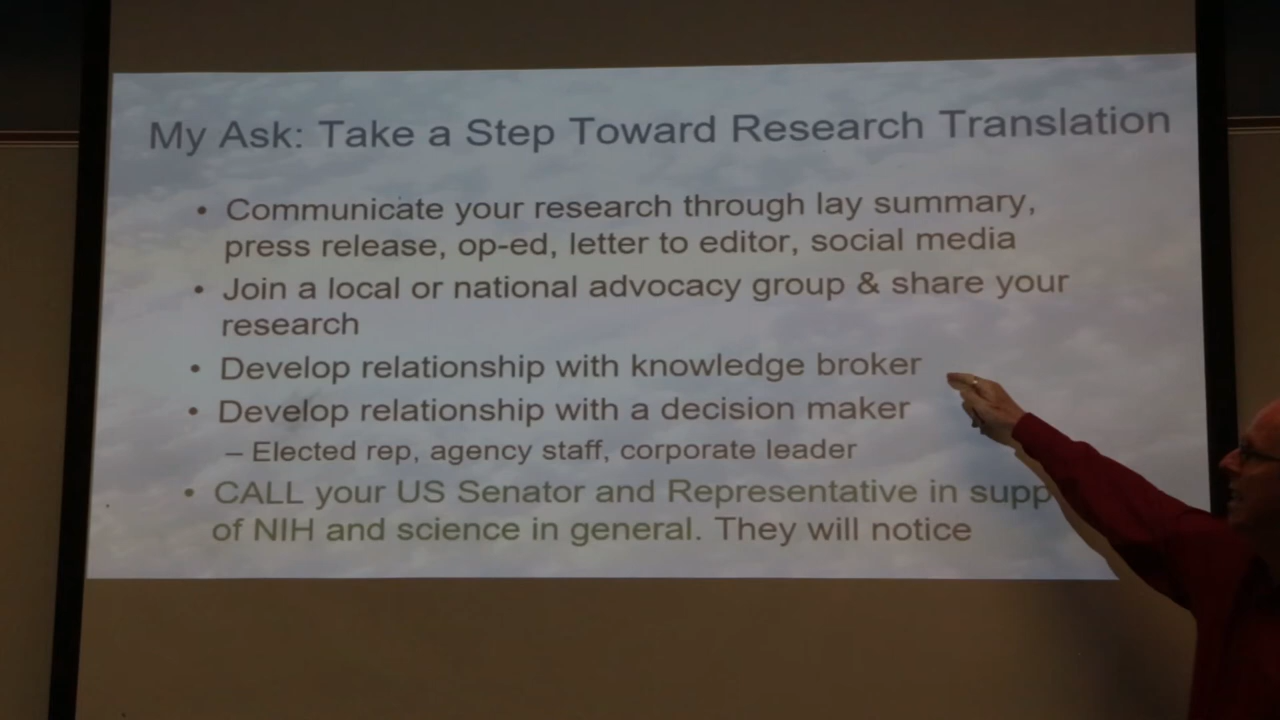 My Ask: Take a Step Toward Research Translation
• Communicate your research through lay summary,
press release, op-ed, letter to editor, social media
• Join a local or national advocacy group & share your
research
• Develop relationship with knowledge broker
• Develop relationship with a decision maker
– Elected rep, agency staff, corporate leader
• CALL your US Senator and Representative in supp
of NIH and science in general. They will notice